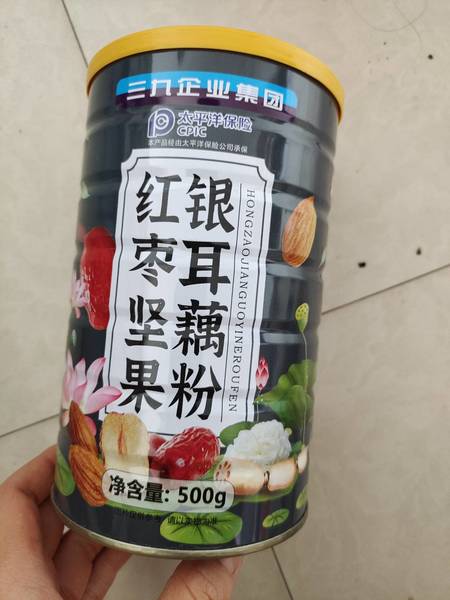 三九企业集团
太平洋保险
CPIC
本产品经由太平洋保险公司承保
红枣坚果
银耳藕粉
HONGZAOJIANGUOYINEROUFEN
净含量: 500g